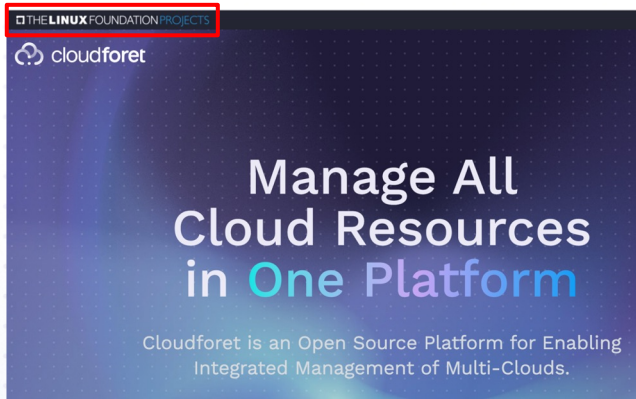 THE LINUX FOUNDATION PROJECTS
cloudforet
Manage All
Cloud Resources
in One Platform
Cloudforet is an Open Source Platform for Enabling
Integrated Management of Multi-Clouds.